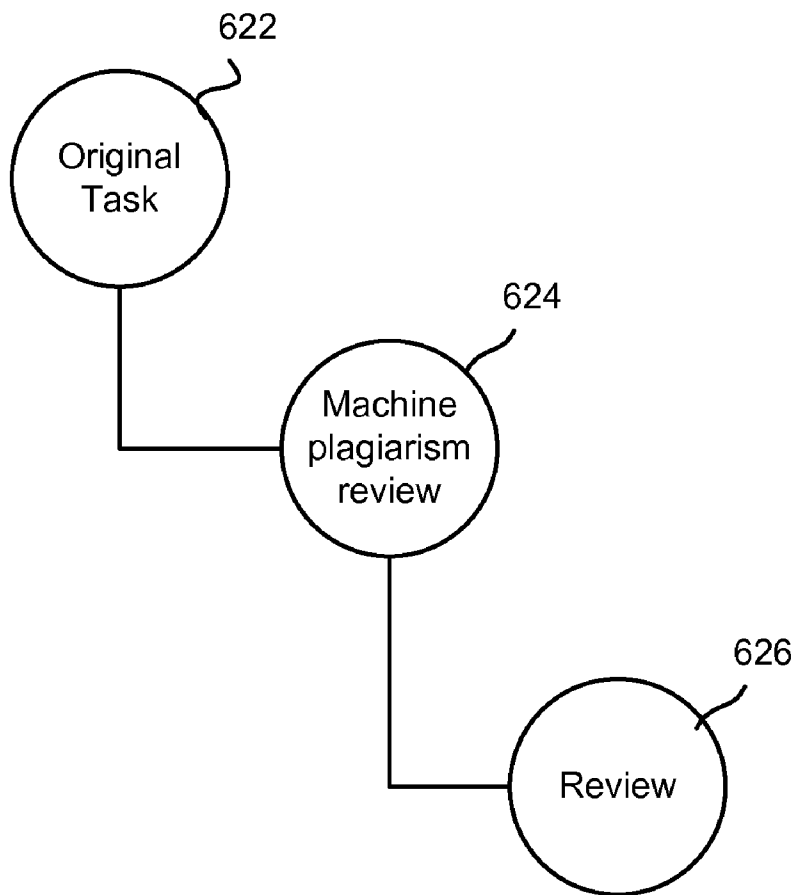 622
Original
Task
624
Machine
plagiarism
review
626
Review